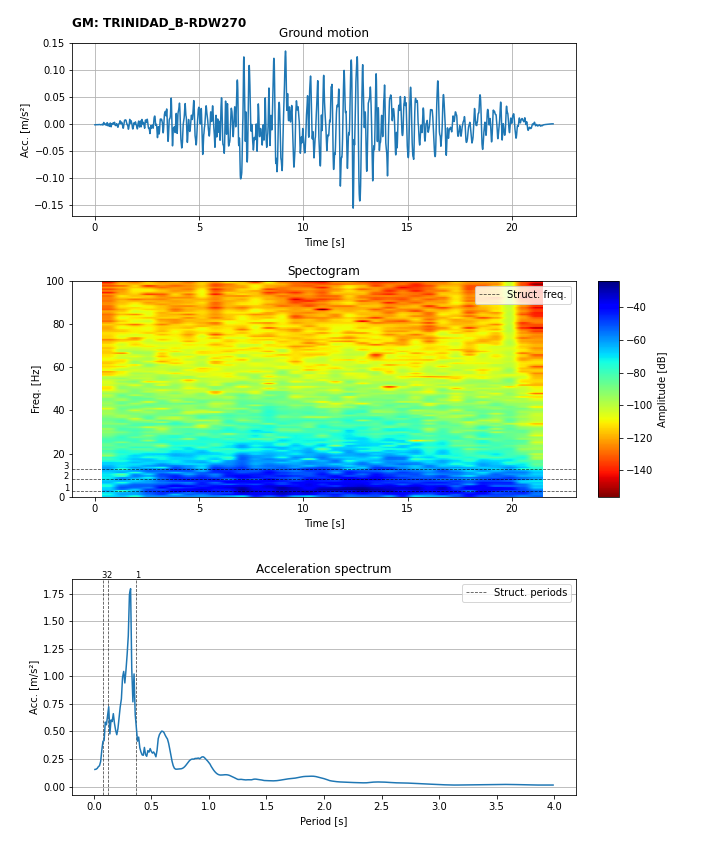 GM: TRINIDAD_B-RDW270
Ground motion
0.15
0.10
0.05
0.00
−0.05
−0.10
−0.15
Acc. [m/s²]
0 5 10 15 20
Time [s]
Spectogram
100
80
60
40
20
0
3
2
1
Freq. [Hz]
Struct. freq.
0 5 10 15 20
Time [s]
−40
−60
−80
−100
−120
−140
Amplitude [dB]
Acceleration spectrum
3 2 1
1.75
1.50
1.25
1.00
0.75
0.50
0.25
0.00
Acc. [m/s²]
Struct. periods
0.0 0.5 1.0 1.5 2.0 2.5 3.0 3.5 4.0
Period [s]